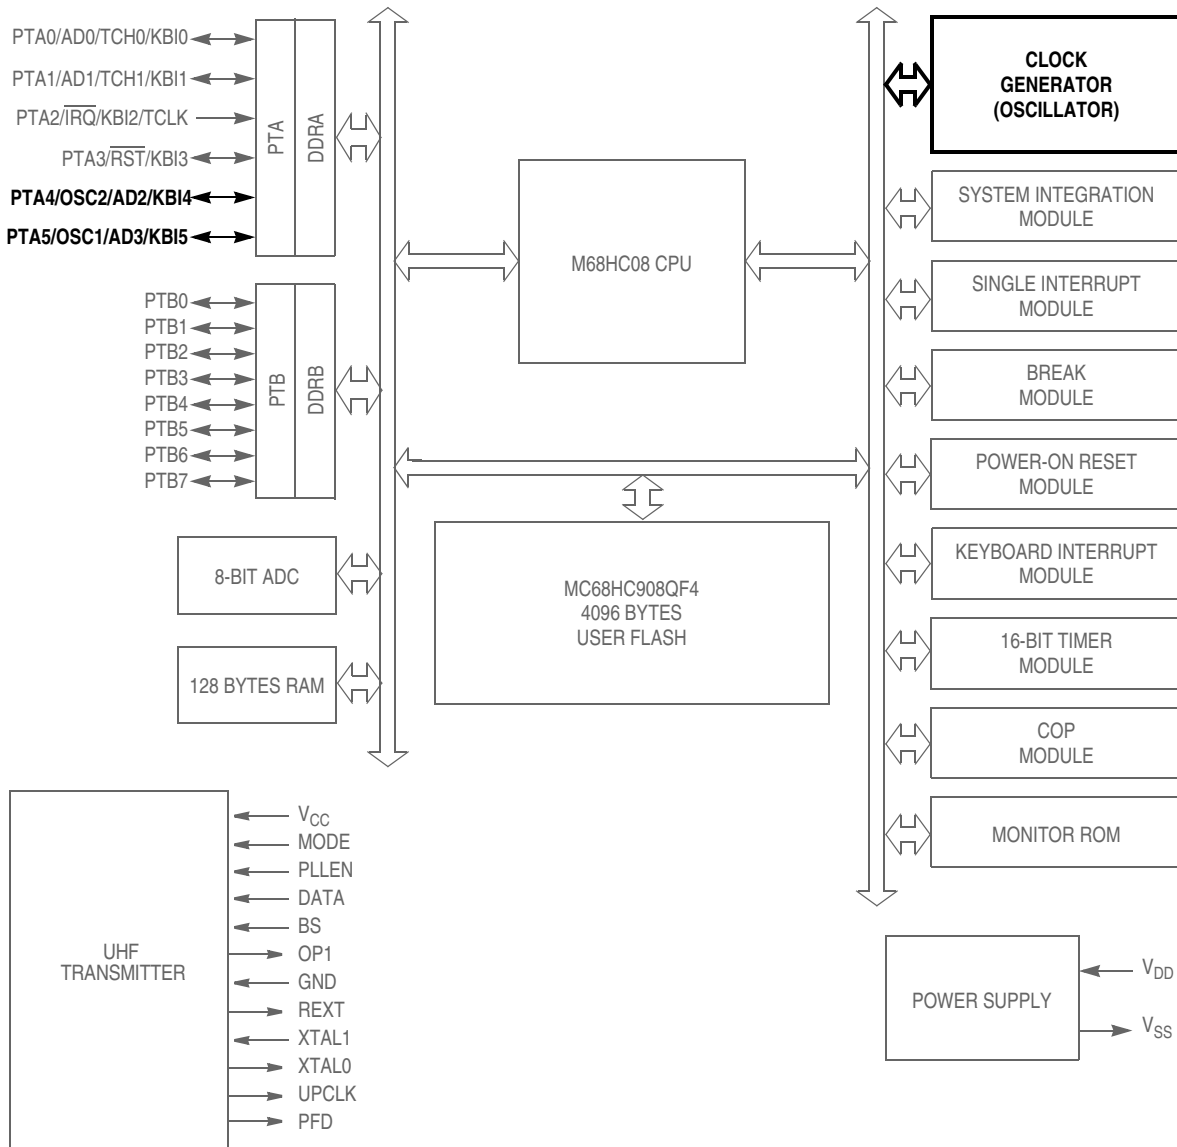 PTA0/AD0/TCH0/KBI0
PTA1/AD1/TCH1/KBI1
PTA2/IRQ/KBI2/TCLK
PTA3/RST/KBI3
PTA4/OSC2/AD2/KBI4
PTA5/OSC1/AD3/KBI5
PTA
DDRA
PTB0
PTB1
PTB2
PTB3
PTB4
PTB5
PTB6
PTB7
PTB
DDRB
8-BIT ADC
128 BYTES RAM
M68HC08 CPU
MC68HC908QF4
4096 BYTES
USER FLASH
CLOCK
GENERATOR
(OSCILLATOR)
SYSTEM INTEGRATION
MODULE
SINGLE INTERRUPT
MODULE
BREAK
MODULE
POWER-ON RESET
MODULE
KEYBOARD INTERRUPT
MODULE
16-BIT TIMER
MODULE
COP
MODULE
MONITOR ROM
UHF
TRANSMITTER
VCC
MODE
PLLEN
DATA
BS
OP1
GND
REXT
XTAL1
XTAL0
UPCLK
PFD
POWER SUPPLY
VDD
VSS